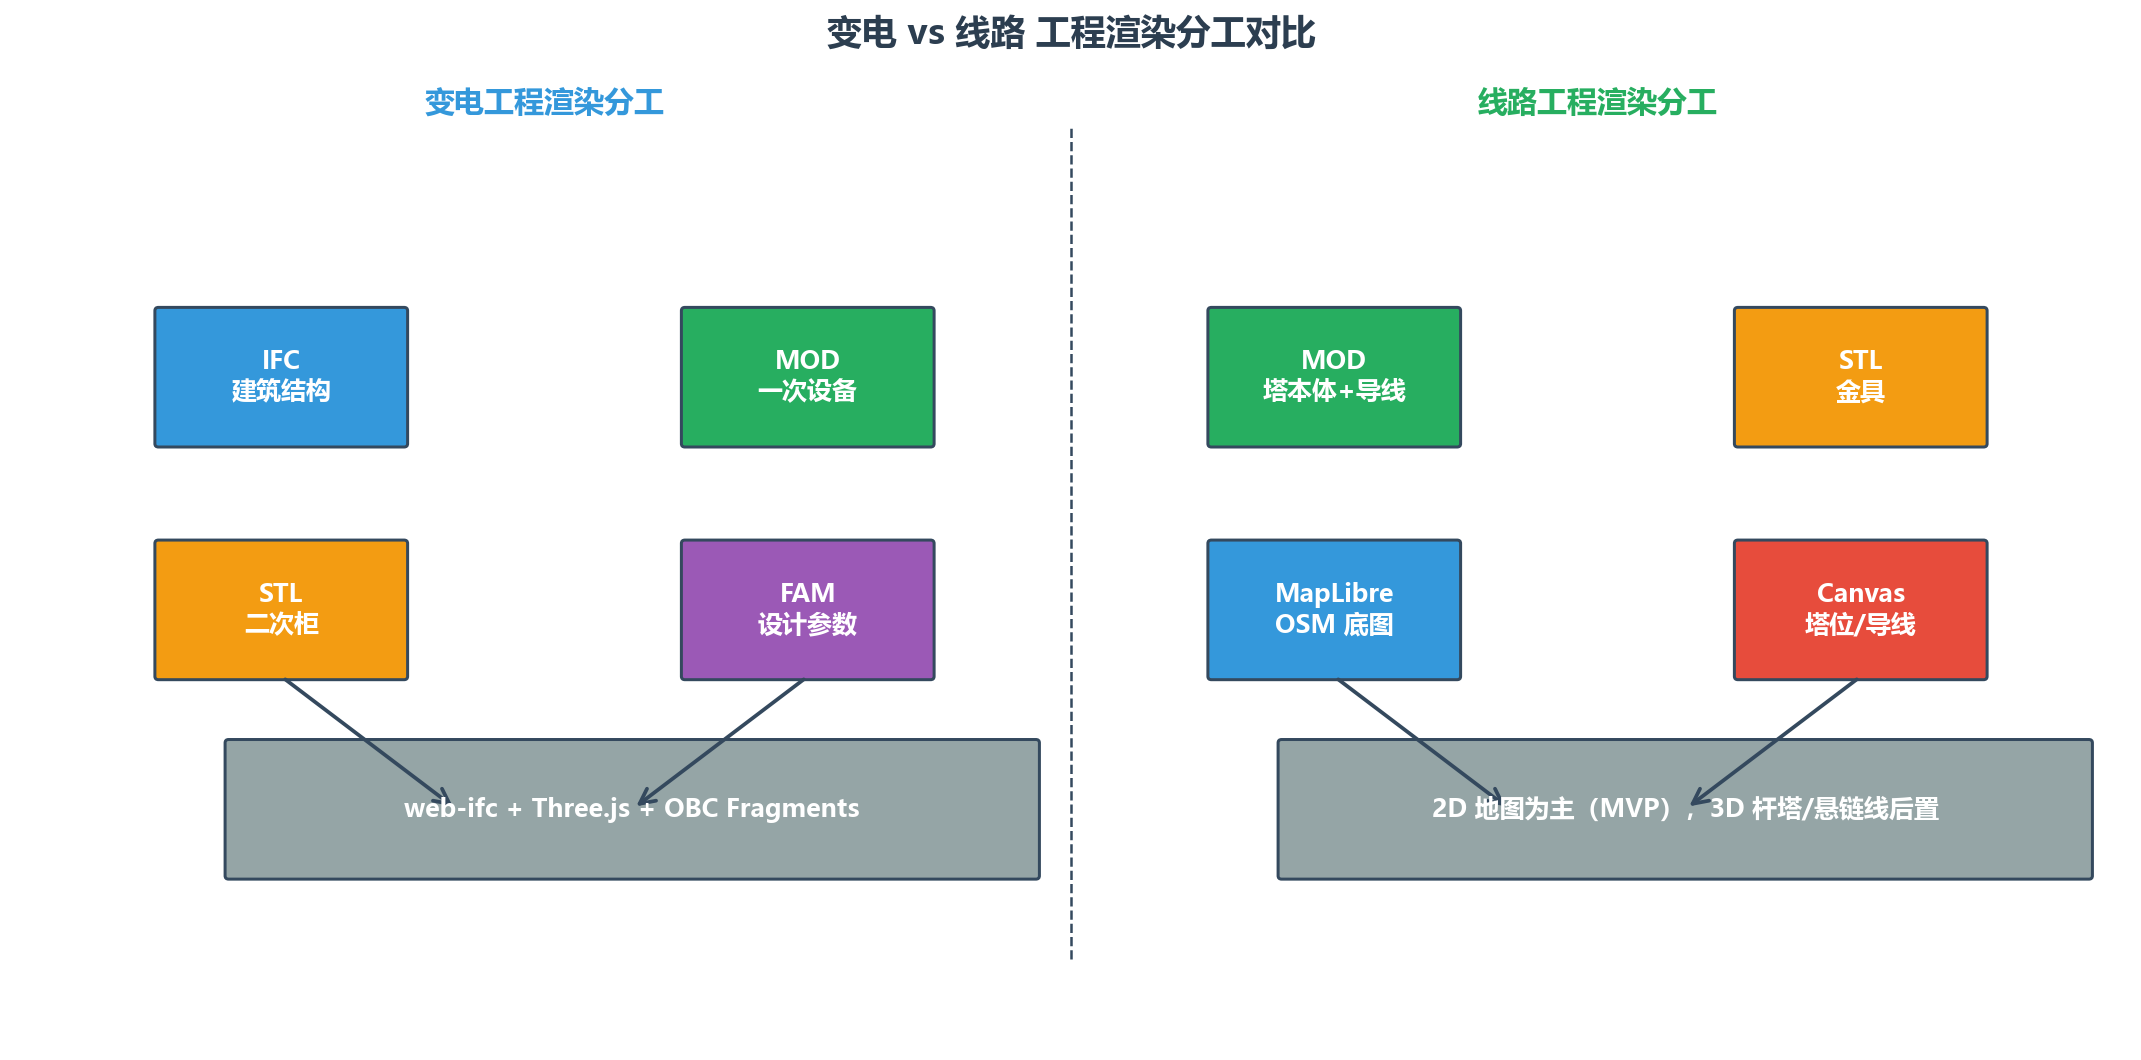 变电 vs 线路 工程渲染分工对比
变电工程渲染分工
IFC
建筑结构
MOD
一次设备
STL
二次柜
FAM
设计参数
web-ifc + Three.js + OBC Fragments
线路工程渲染分工
MOD
塔本体+导线
STL
金具
MapLibre
OSM 底图
Canvas
塔位/导线
2D 地图为主（MVP），3D 杆塔/悬链线后置